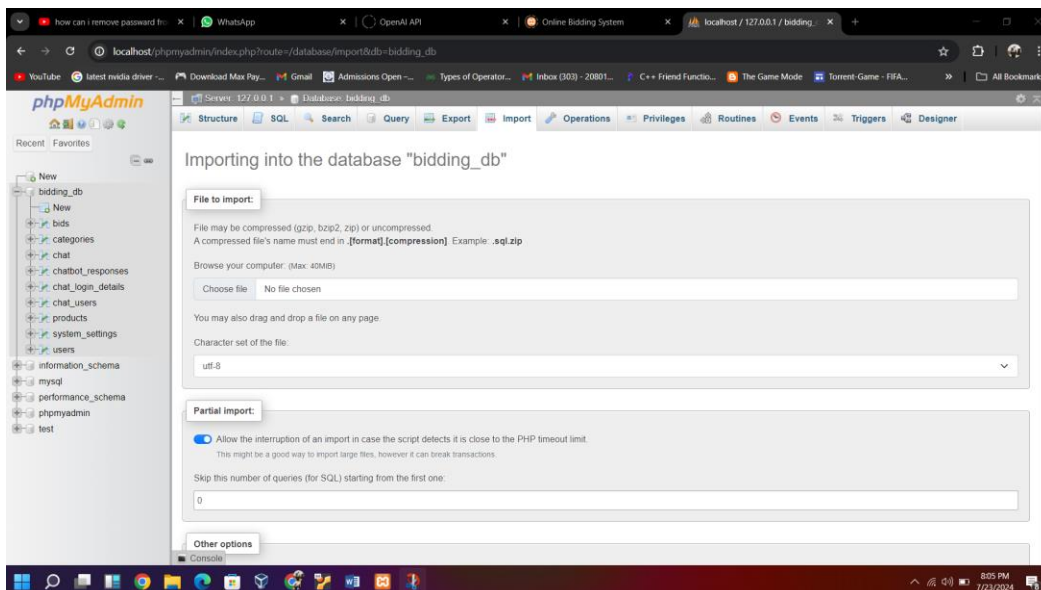 how can i remove passward fro
WhatsApp
OpenAI API
Online Bidding System
localhost / 127.0.0.1 / bidding_
localhost/phpmyadmin/index.php?route=/database/import&db=bidding_db
YouTube
latest nvidia driver -...
Download Max Pay...
Gmail
Admissions Open –...
Types of Operator...
Inbox (303) - 20801...
C++ Friend Functio...
The Game Mode
Torrent-Game - FIFA...
»
All Bookmark
phpMyAdmin
Recent Favorites
New
bidding_db
New
bids
categories
chat
chatbot_responses
chat_login_details
chat_users
products
system_settings
users
information_schema
mysql
performance_schema
phpmyadmin
test
Server: 127.0.0.1 » Database: bidding_db
Structure SQL Search Query Export Import Operations Privileges Routines Events Triggers Designer
Importing into the database "bidding_db"
File to import:
File may be compressed (gzip, bzip2, zip) or uncompressed.
A compressed file's name must end in .[format].[compression]. Example: .sql.zip
Browse your computer: (Max: 40MiB)
Choose file No file chosen
You may also drag and drop a file on any page.
Character set of the file:
utf-8
Partial import:
Allow the interruption of an import in case the script detects it is close to the PHP timeout limit.
This might be a good way to import large files, however it can break transactions.
Skip this number of queries (for SQL) starting from the first one:
0
Other options
Console
8:05 PM
7/23/2024